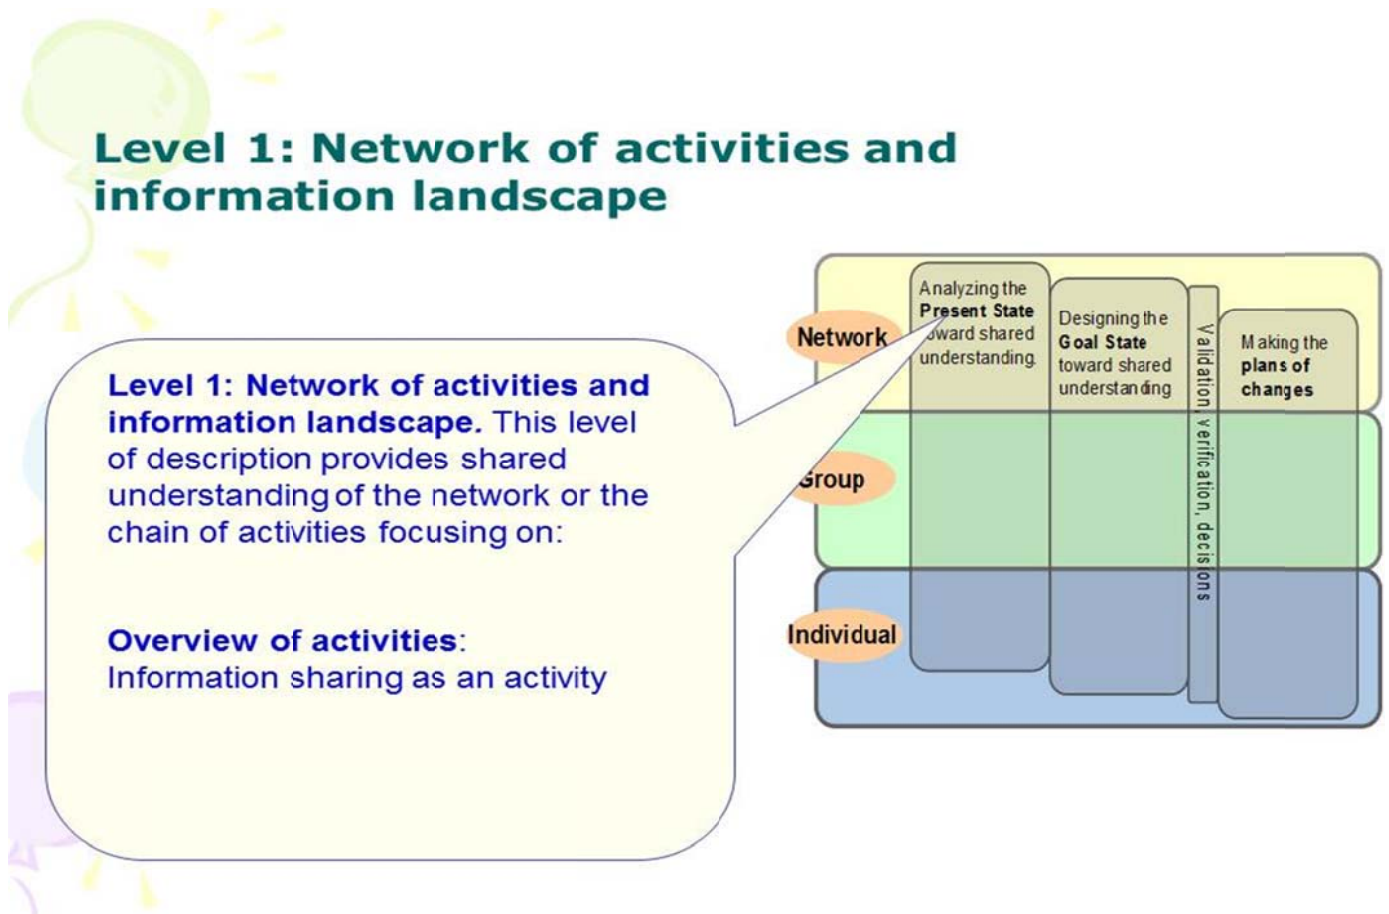 Level 1: Network of activities and
information landscape
Level 1: Network of activities and
information landscape. This level
of description provides shared
understanding of the network or the
chain of activities focusing on:
Overview of activities:
Information sharing as an activity
Network
Group
Individual
Analyzing the
Present State
toward shared
understanding
Designing the
Goal State
toward shared
understanding
Validation, verification, decisions
Making the
plans of
changes